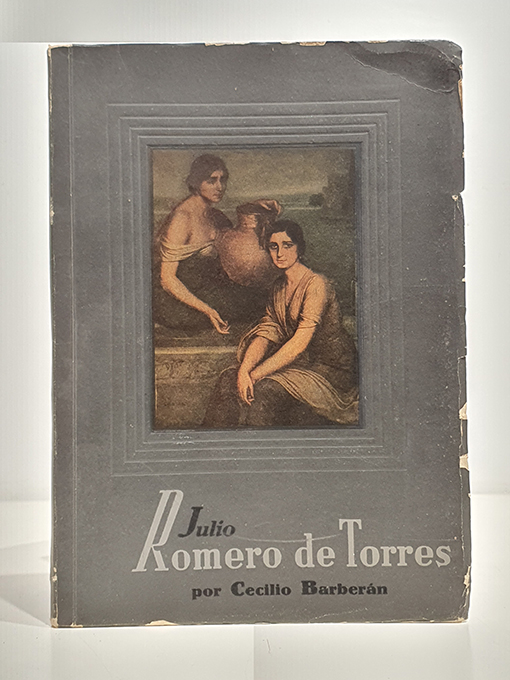 Julio
Romero de Torres
por Cecilio Barberán